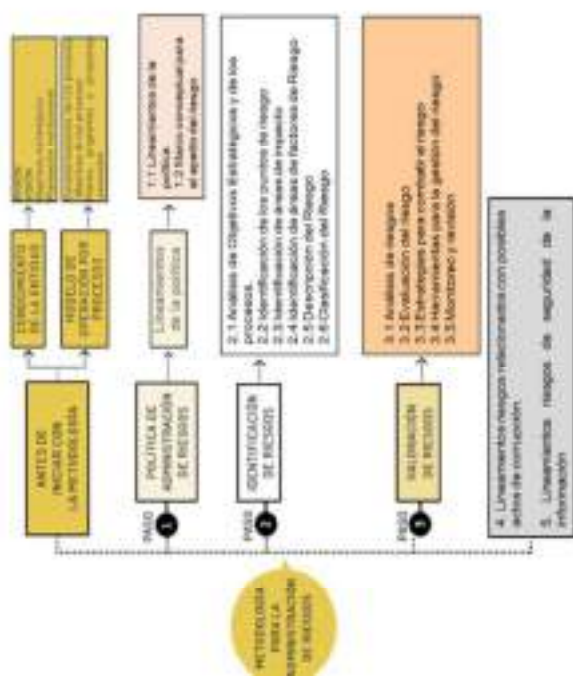 METODOLOGÍA
PARA LA
ADMINISTRACIÓN
DE RIESGOS
ANTES DE
INICIAR CON
LA METODOLOGÍA
CONOCIMIENTO
DE LA ENTIDAD
MODELO DE
OPERACIÓN POR
PROCESOS
PASO
1
POLÍTICA DE
ADMINISTRACIÓN
DE RIESGOS
Lineamientos
de la política
1.1 Lineamientos de la
política
1.2 Marco conceptual para
el apetito del riesgo
PASO
2
IDENTIFICACIÓN
DE RIESGOS
2.1 Análisis de Objetivos Estratégicos y de los
procesos.
2.2 Identificación de los puntos de riesgo
2.3 Identificación de áreas de impacto
2.4 Identificación de áreas de factores de Riesgo
2.5 Descripción del Riesgo
2.6 Clasificación del Riesgo
PASO
3
VALORACIÓN
DE RIESGOS
3.1 Análisis de riesgos
3.2 Evaluación del riesgo
3.3 Estrategias para combatir el riesgo
3.4 Herramientas para la gestión del riesgo
3.5 Monitoreo y revisión
4. Lineamientos riesgos relacionados con posibles
actos de corrupción.
5. Lineamientos riesgos de seguridad de la
información